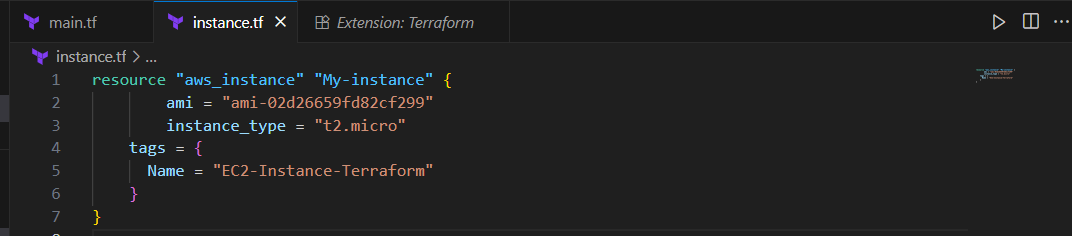 main.tf
instance.tf
Extension: Terraform
instance.tf > ...
1 resource "aws_instance" "My-instance" {
2 ami = "ami-02d26659fd82cf299"
3 instance_type = "t2.micro"
4 tags = {
5 Name = "EC2-Instance-Terraform"
6 }
7 }